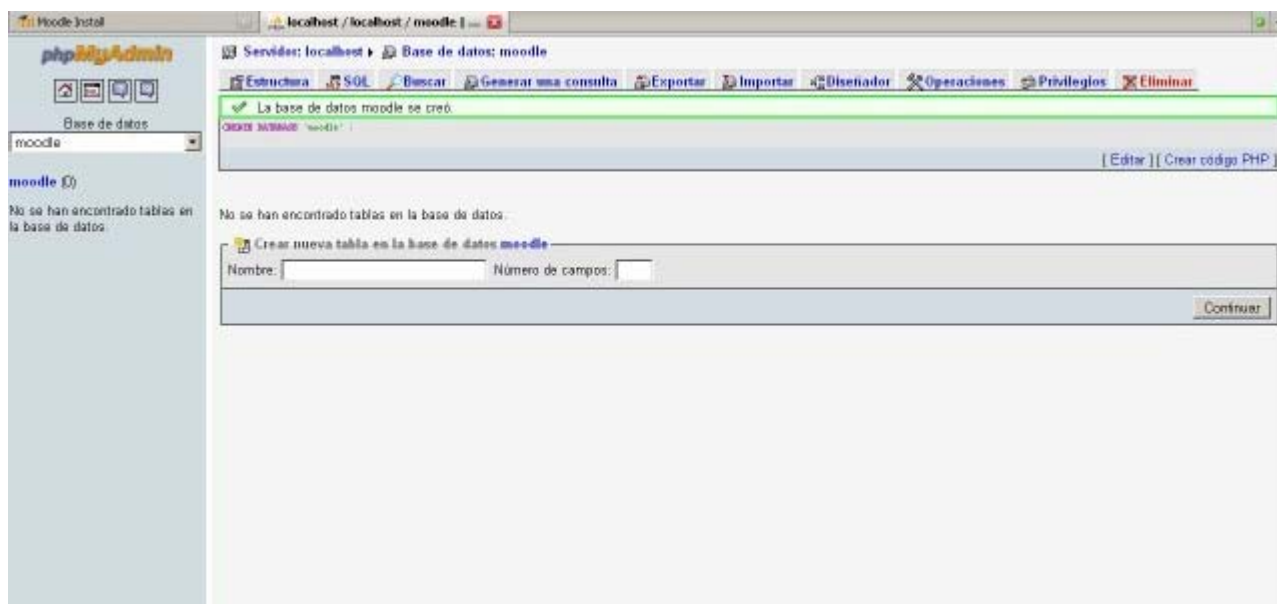 Moodle Install
localhost / localhost / moodle | ...
phpMyAdmin
Base de datos
moodle
moodle (0)
No se han encontrado tablas en
la base de datos.
Servidor: localhost ▸ Base de datos: moodle
Estructura SQL Buscar Generar una consulta Exportar Importar Diseñador Operaciones Privilegios Eliminar
La base de datos moodle se creó.
CREATE DATABASE `moodle` ;
[ Editar ] [ Crear código PHP ]
No se han encontrado tablas en la base de datos.
Crear nueva tabla en la base de datos moodle
Nombre: Número de campos:
Continuar